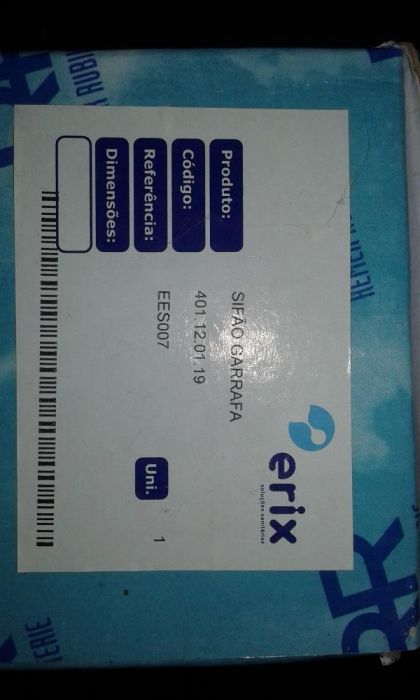 erix
soluções sanitárias
Produto: SIFÃO GARRAFA
Código: 401.12.01.19
Referência: EES007
Dimensões: Uni. 1